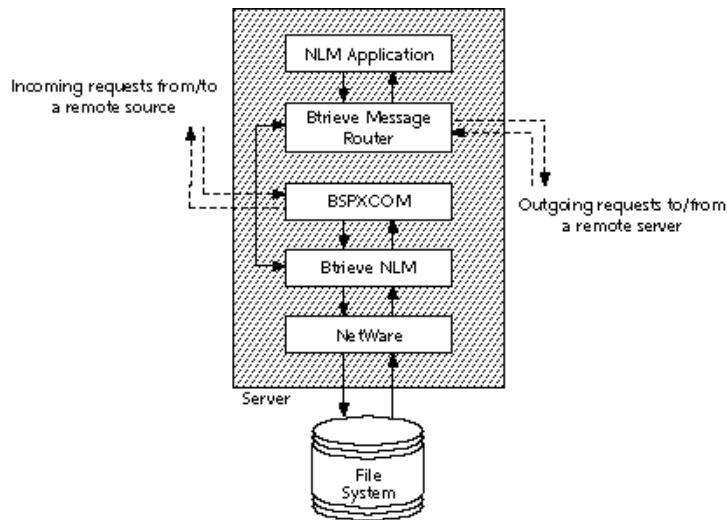 NLM Application
Incoming requests from/to
a remote source
Btrieve Message
Router
BSPXCOM
Outgoing requests to/from
a remote server
Btrieve NLM
NetWare
Server
File
System